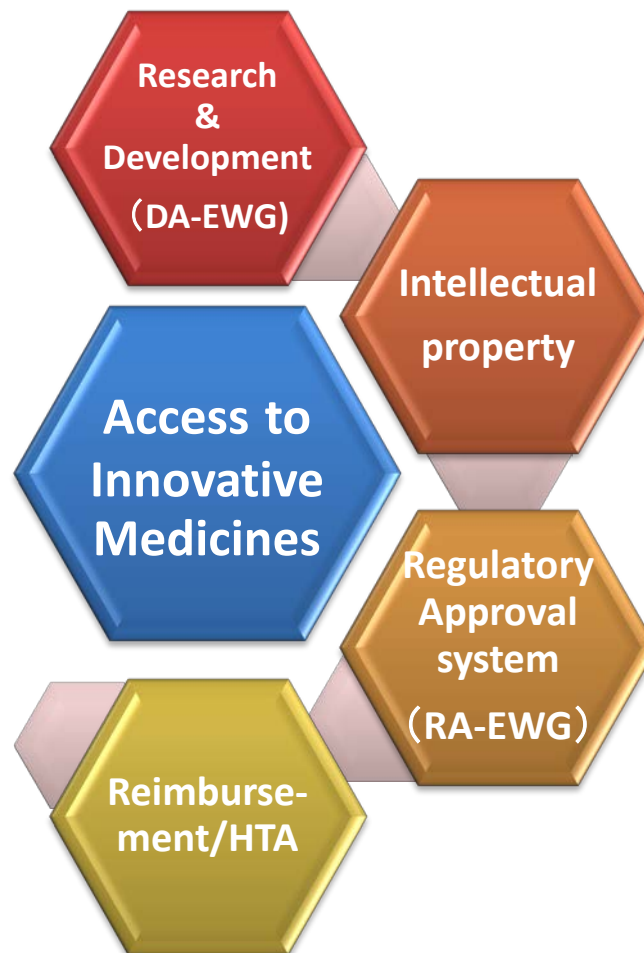 Research
&
Development
（DA-EWG)
Intellectual
property
Access to
Innovative
Medicines
Regulatory
Approval
system
（RA-EWG）
Reimburse-
ment/HTA